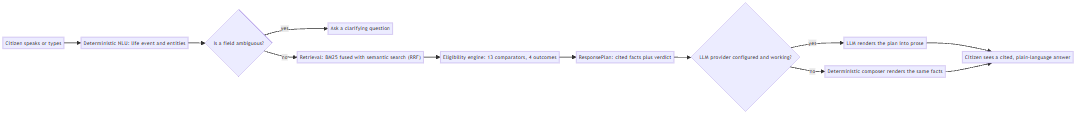 Citizen speaks or types
Deterministic NLU: life event and entities
Is a field ambiguous?
yes
Ask a clarifying question
no
Retrieval: BM25 fused with semantic search (RRF)
Eligibility engine: 13 comparators, 4 outcomes
ResponsePlan: cited facts plus verdict
LLM provider configured and working?
yes
LLM renders the plan into prose
no
Deterministic composer renders the same facts
Citizen sees a cited, plain-language answer